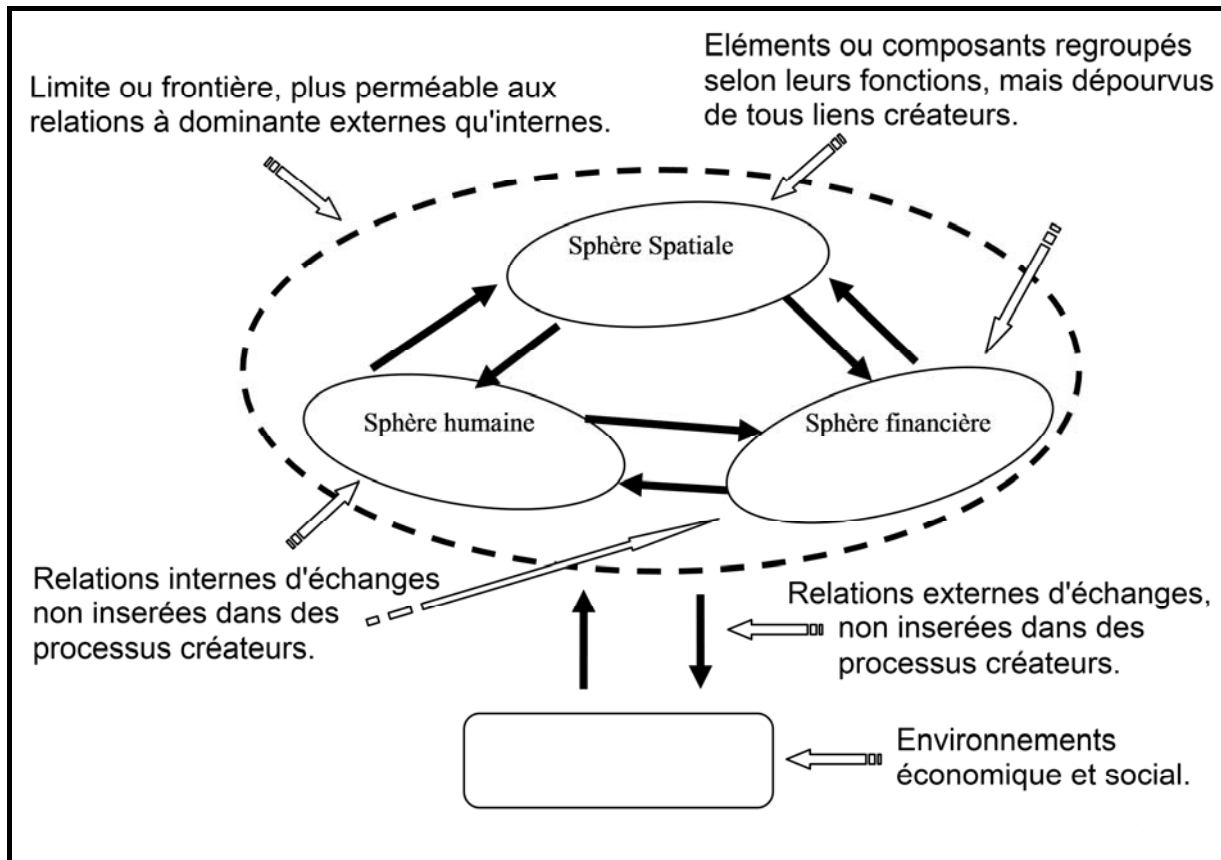 Limite ou frontière, plus perméable aux
relations à dominante externes qu'internes.
Eléments ou composants regroupés
selon leurs fonctions, mais dépourvus
de tous liens créateurs.
Sphère Spatiale
Sphère humaine
Sphère financière
Relations internes d'échanges
non inserées dans des
processus créateurs.
Relations externes d'échanges,
non inserées dans des
processus créateurs.
Environnements
économique et social.